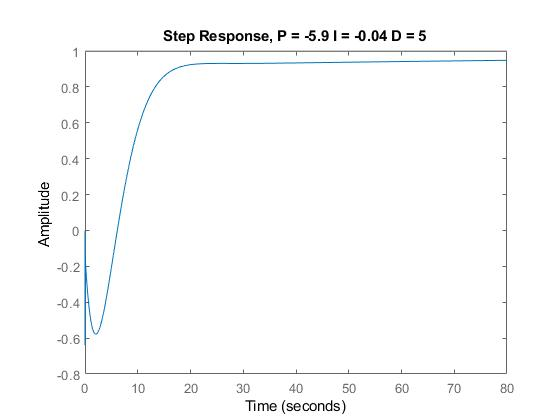 Step Response, P = -5.9 I = -0.04 D = 5
1
0.8
0.6
0.4
0.2
0
-0.2
-0.4
-0.6
-0.8
Amplitude
0 10 20 30 40 50 60 70 80
Time (seconds)